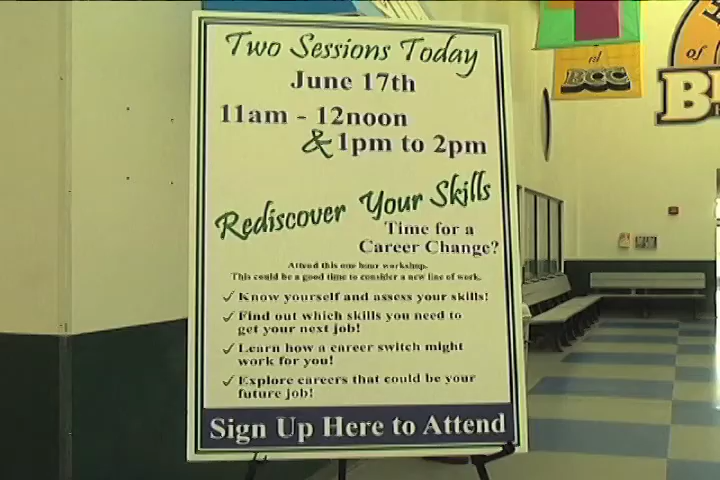 Two Sessions Today
June 17th
11am - 12noon
& 1pm to 2pm
Rediscover Your Skills
Time for a
Career Change?
Attend this one hour workshop.
This could be a good time to consider a new line of work.
✓ Know yourself and assess your skills!
✓ Find out which skills you need to
get your next job!
✓ Learn how a career switch might
work for you!
✓ Explore careers that could be your
future job!
Sign Up Here to Attend
BCC
of